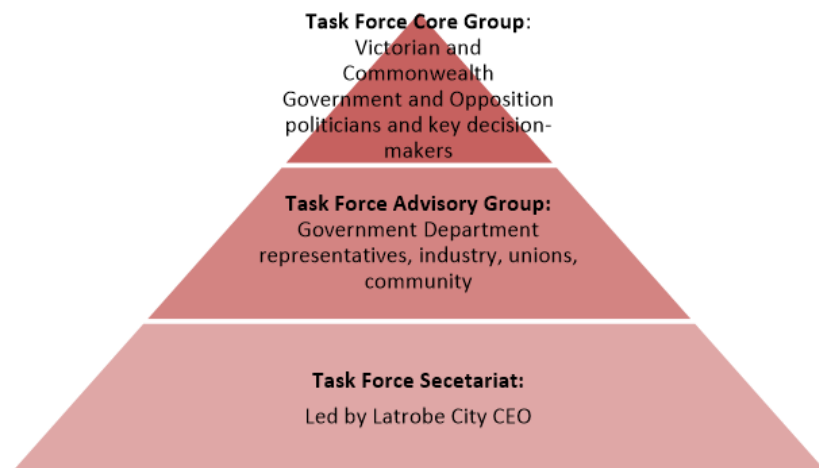 Task Force Core Group:
Victorian and
Commonwealth
Government and Opposition
politicians and key decision-
makers
Task Force Advisory Group:
Government Department
representatives, industry, unions,
community
Task Force Secetariat:
Led by Latrobe City CEO